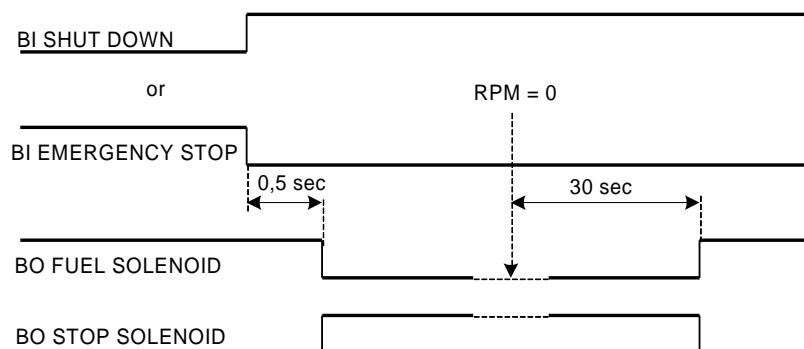 BI SHUT DOWN
or
RPM = 0
BI EMERGENCY STOP
0,5 sec
30 sec
BO FUEL SOLENOID
BO STOP SOLENOID